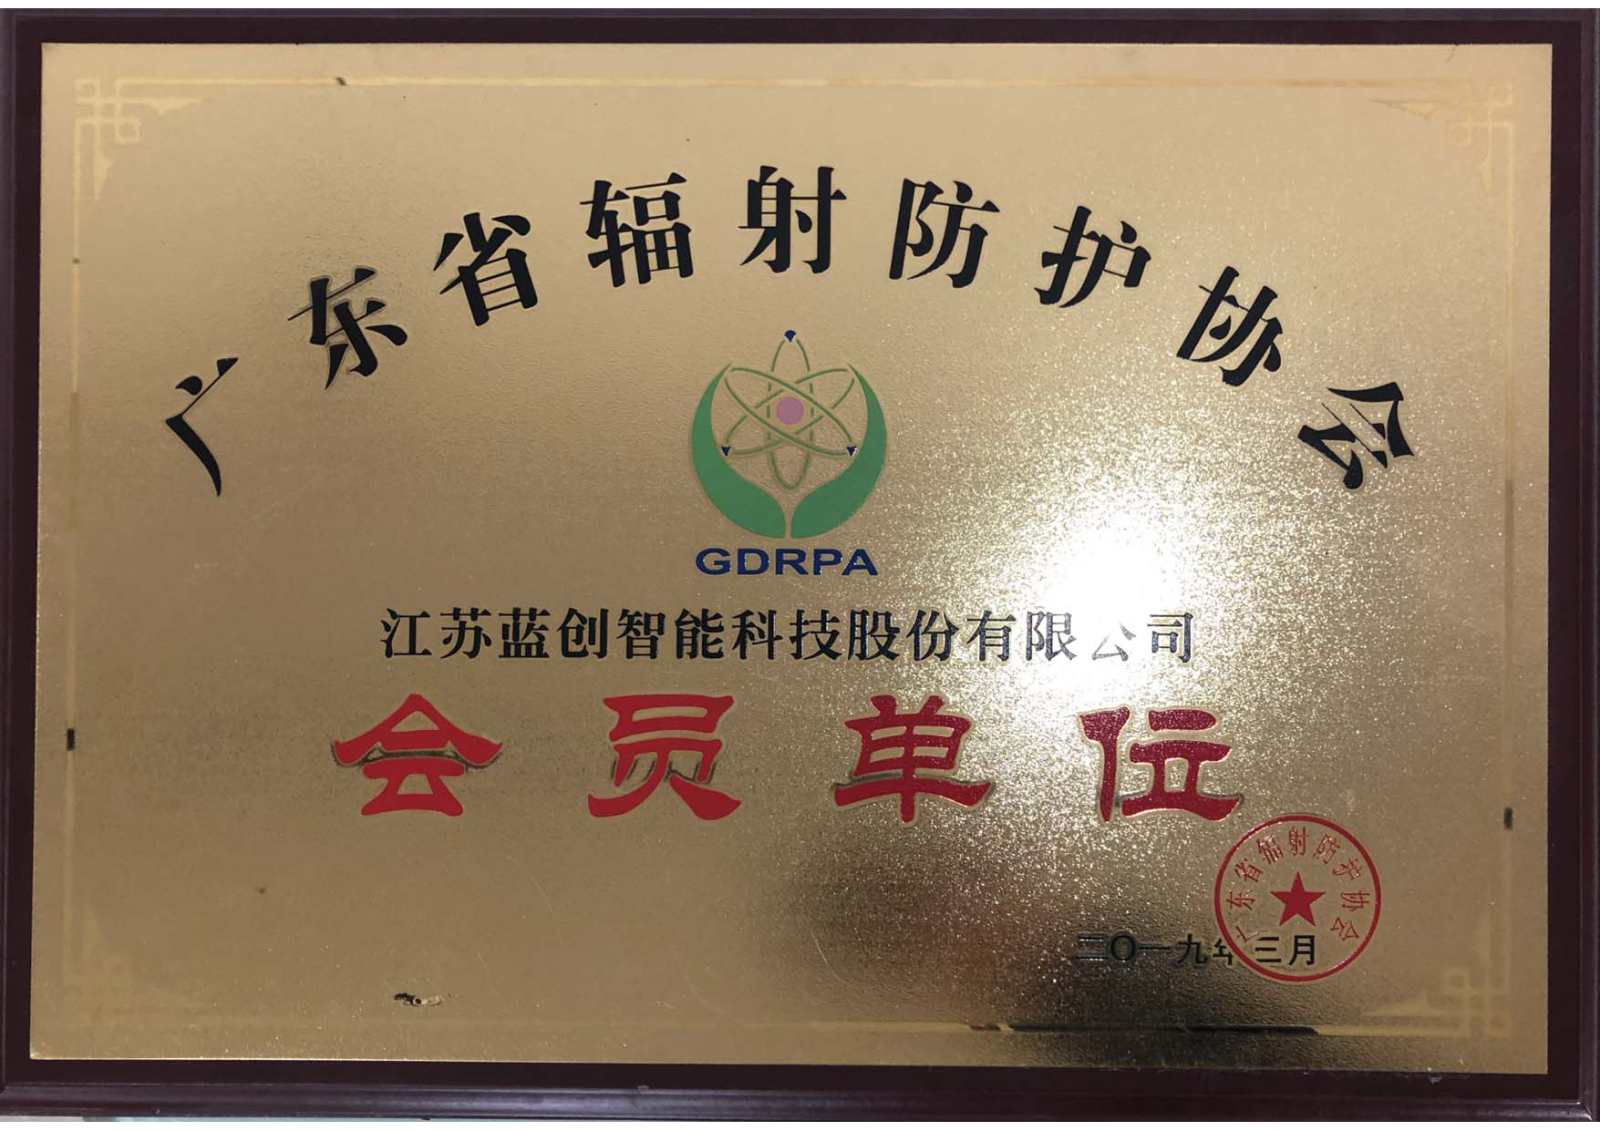 广东省辐射防护协会
GDRPA
江苏蓝创智能科技股份有限公司
会员单位
广东省辐射防护协会
二〇一九年三月